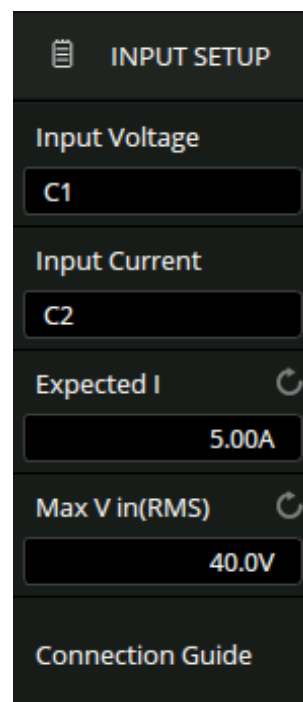 INPUT SETUP
Input Voltage
C1
Input Current
C2
Expected I
5.00A
Max V in(RMS)
40.0V
Connection Guide